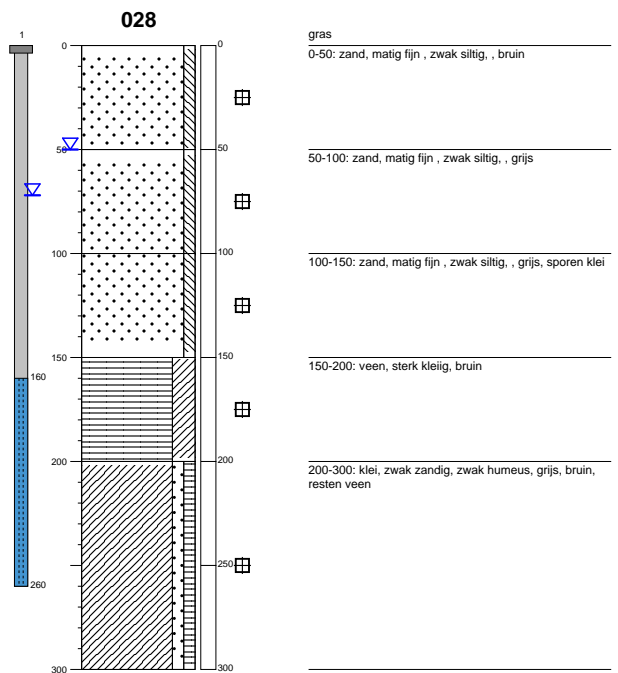 028
1
gras
0
0
0-50: zand, matig fijn , zwak siltig, , bruin
50
50
50-100: zand, matig fijn , zwak siltig, , grijs
100
100
100-150: zand, matig fijn , zwak siltig, , grijs, sporen klei
150
150
150-200: veen, sterk kleiig, bruin
160
200
200
200-300: klei, zwak zandig, zwak humeus, grijs, bruin,
resten veen
250
260
300
300